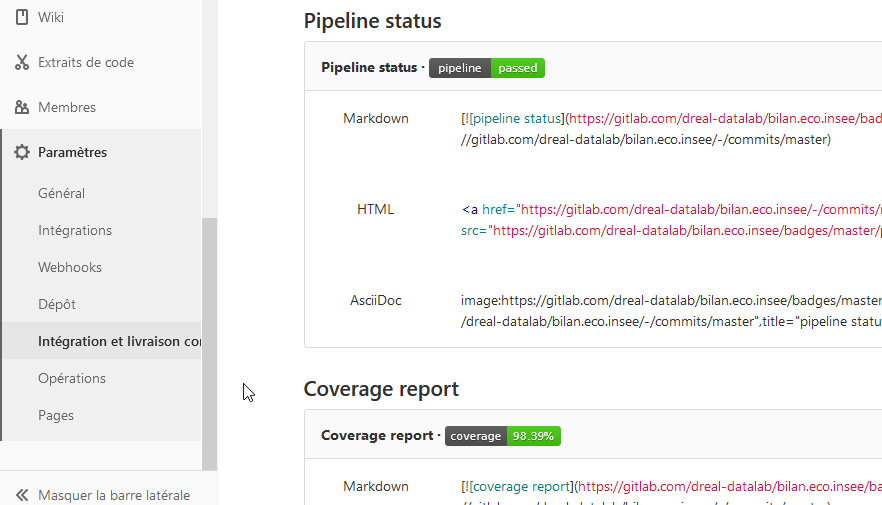 Wiki
Extraits de code
Membres
Paramètres
Général
Intégrations
Webhooks
Dépôt
Intégration et livraison co
Opérations
Pages
Masquer la barre latérale
Pipeline status
Pipeline status · pipeline passed
Markdown
[![pipeline status](https://gitlab.com/dreal-datalab/bilan.eco.insee/bad
//gitlab.com/dreal-datalab/bilan.eco.insee/-/commits/master)
HTML
<a href="https://gitlab.com/dreal-datalab/bilan.eco.insee/-/commits/
src="https://gitlab.com/dreal-datalab/bilan.eco.insee/badges/master/p
AsciiDoc
image:https://gitlab.com/dreal-datalab/bilan.eco.insee/badges/master
/dreal-datalab/bilan.eco.insee/-/commits/master",title="pipeline statu
Coverage report
Coverage report · coverage 98.39%
Markdown
[![coverage report](https://gitlab.com/dreal-datalab/bilan.eco.insee/ba